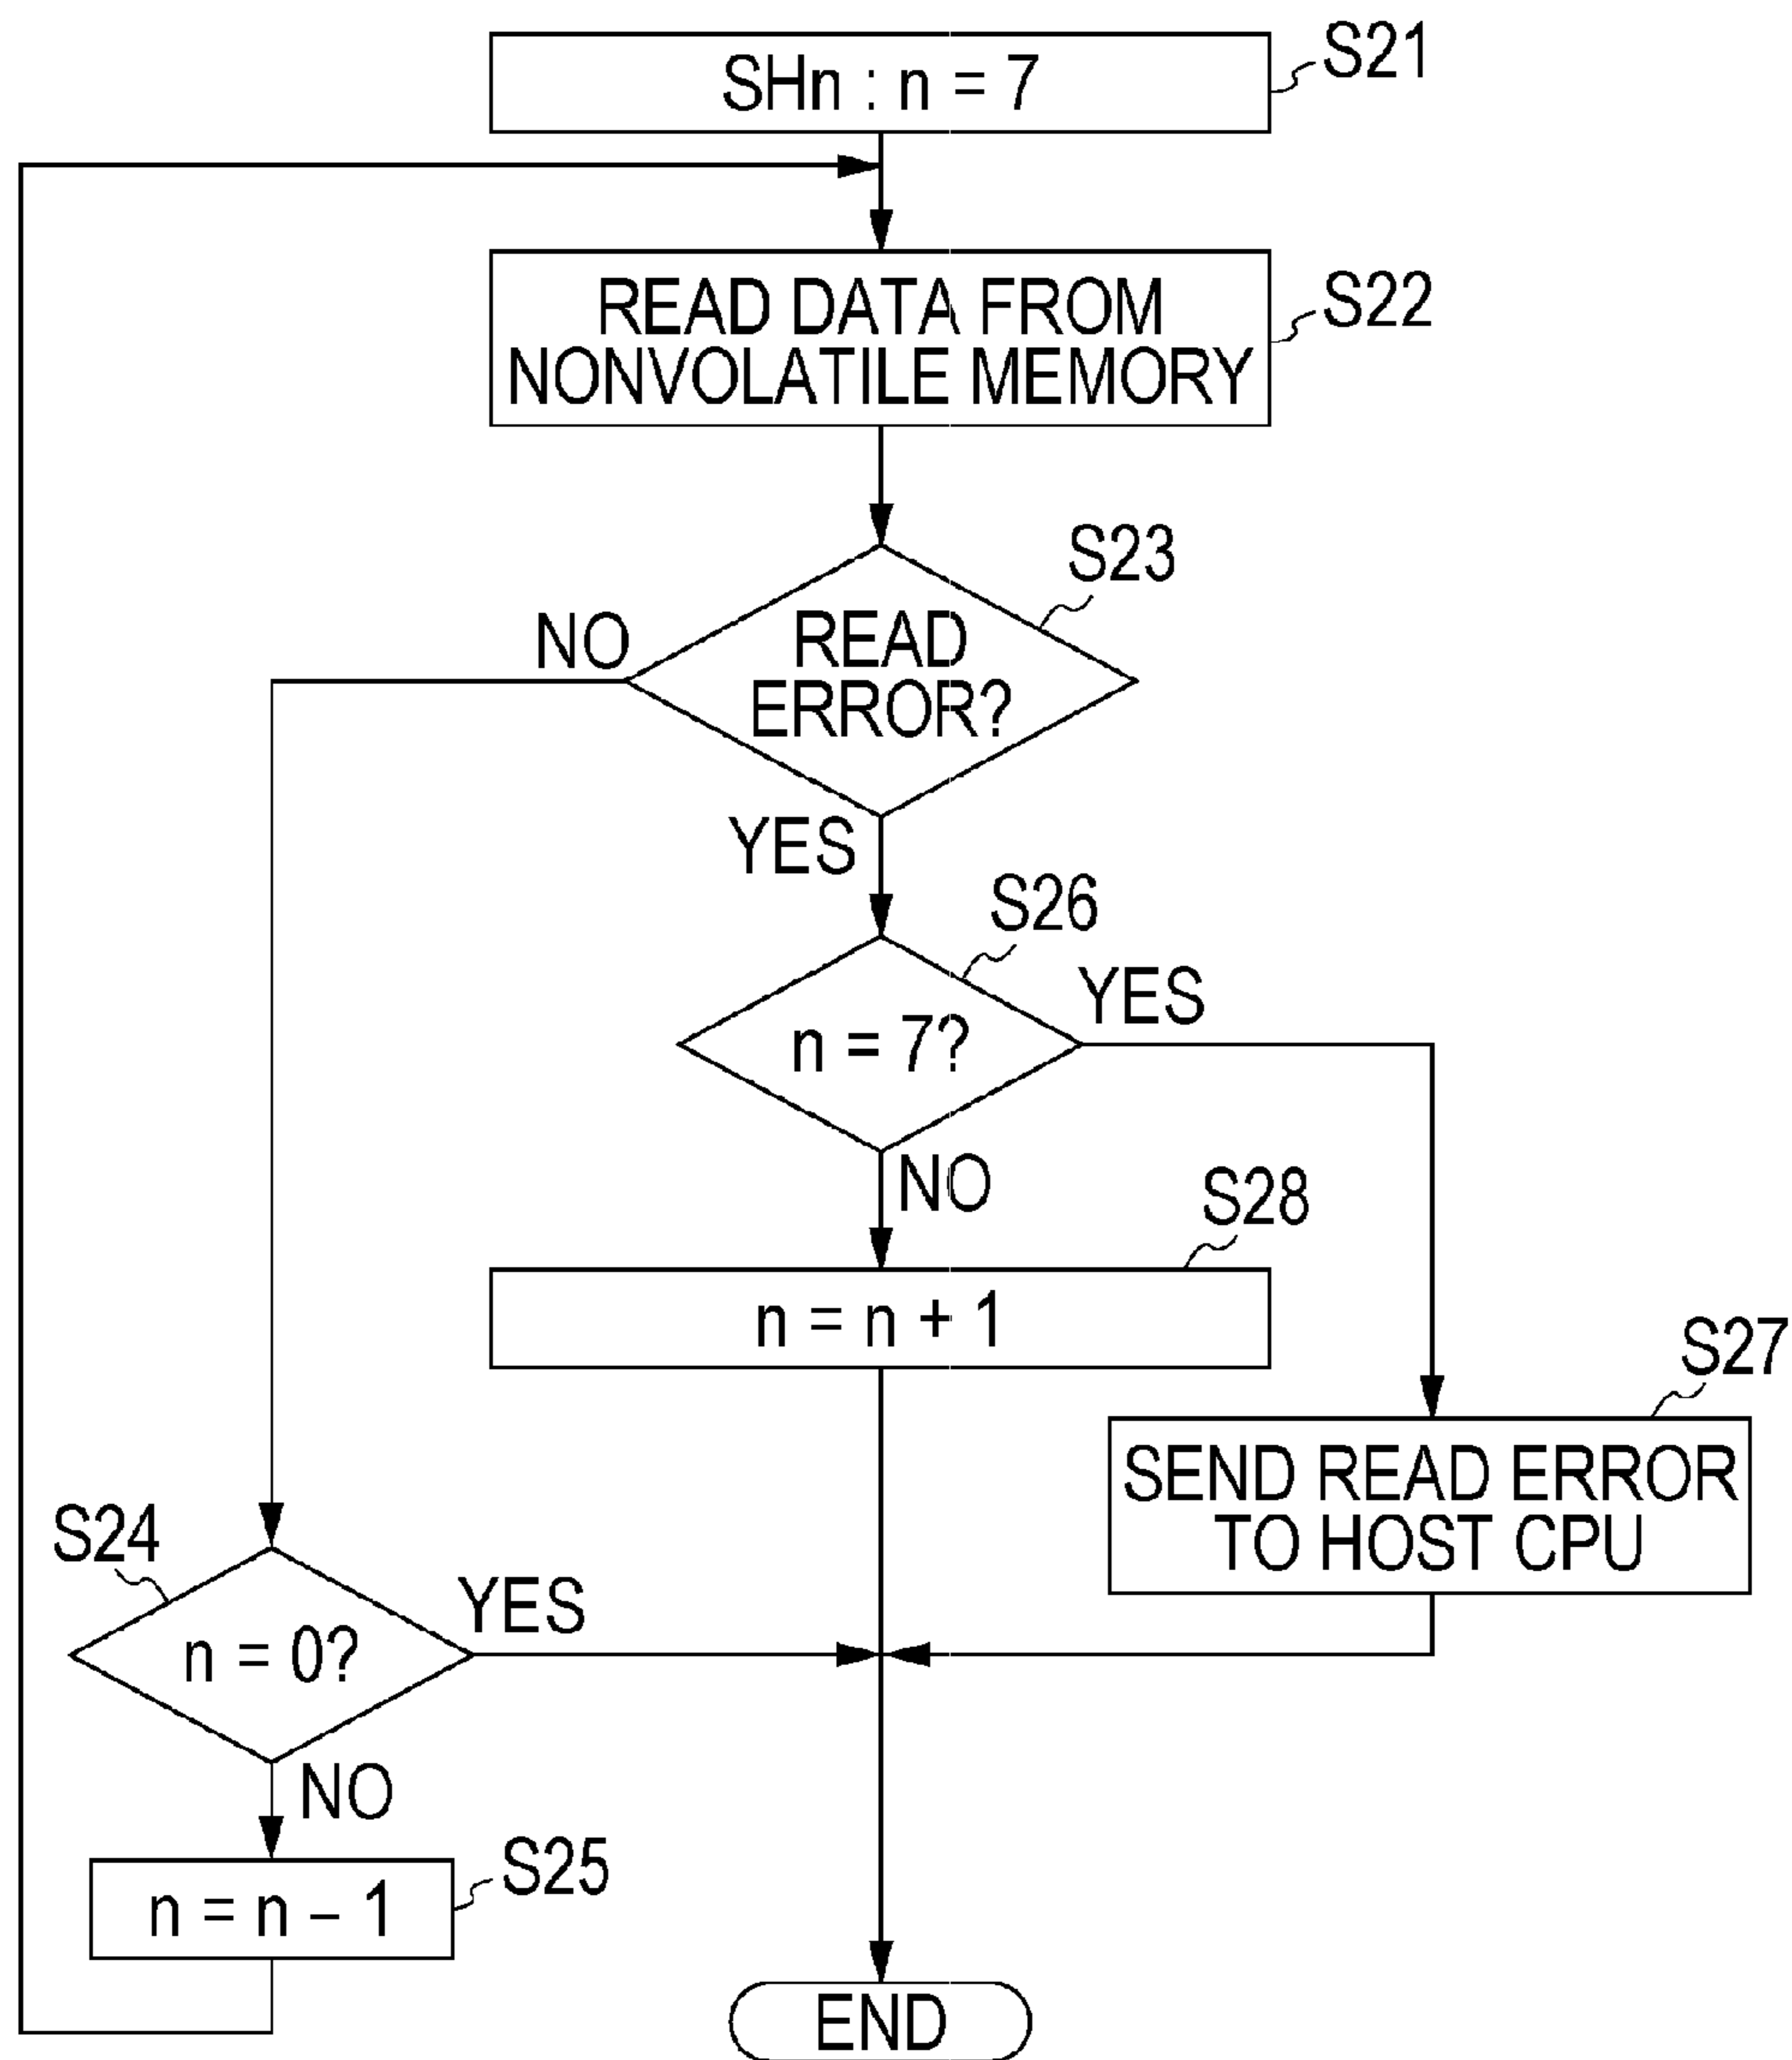 SHn : n = 7
S21
READ DATA FROM
NONVOLATILE MEMORY
S22
S23
READ
ERROR?
NO
YES
S26
n = 7?
YES
NO
S28
n = n + 1
S27
SEND READ ERROR
TO HOST CPU
S24
n = 0?
YES
NO
S25
n = n – 1
END